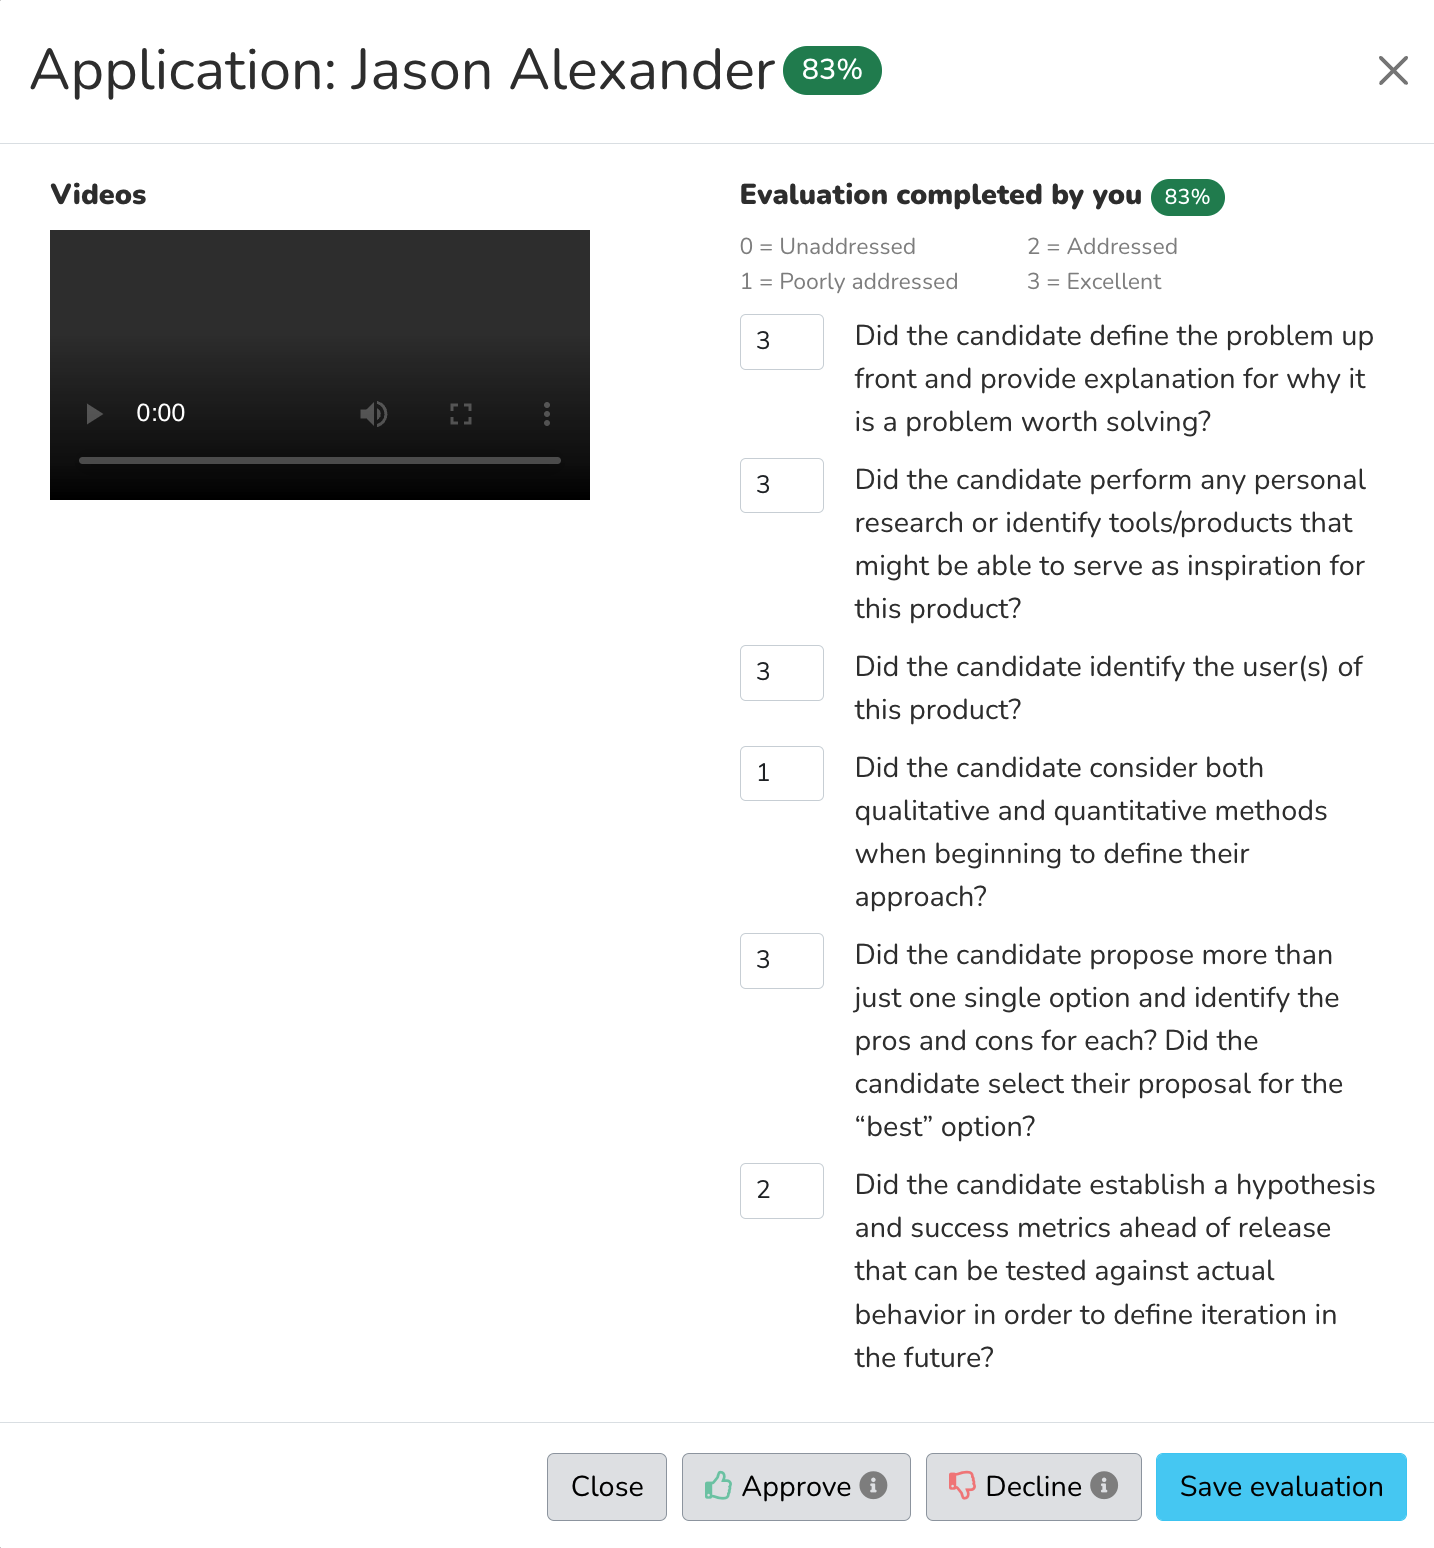 Application: Jason Alexander 83%
Videos
0:00
Evaluation completed by you 83%
0 = Unaddressed 2 = Addressed
1 = Poorly addressed 3 = Excellent
3 Did the candidate define the problem up
front and provide explanation for why it
is a problem worth solving?
3 Did the candidate perform any personal
research or identify tools/products that
might be able to serve as inspiration for
this product?
3 Did the candidate identify the user(s) of
this product?
1 Did the candidate consider both
qualitative and quantitative methods
when beginning to define their
approach?
3 Did the candidate propose more than
just one single option and identify the
pros and cons for each? Did the
candidate select their proposal for the
“best” option?
2 Did the candidate establish a hypothesis
and success metrics ahead of release
that can be tested against actual
behavior in order to define iteration in
the future?
Close Approve Decline Save evaluation